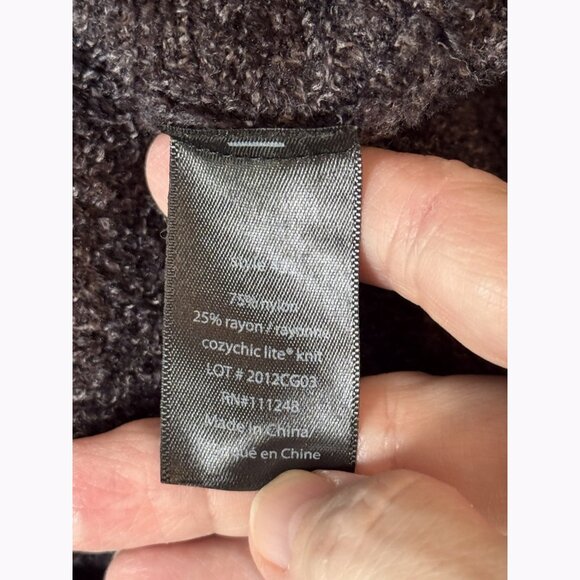 75% nylon
25% rayon / rayonne
cozychic lite® knit
LOT # 2012CG03
RN#111248
Made in China/
en Chine